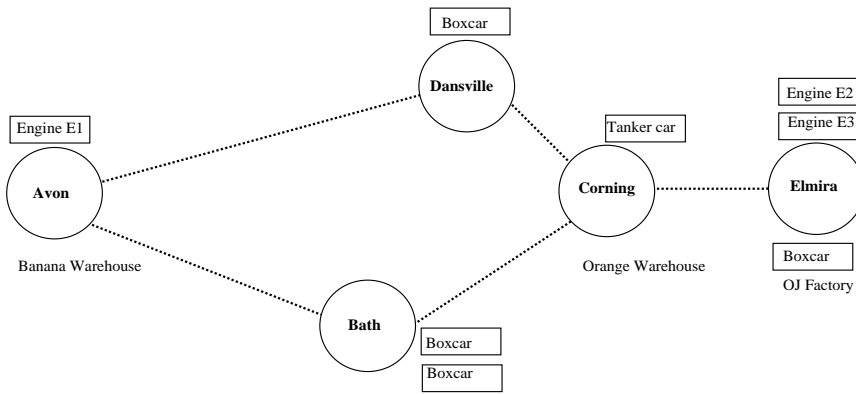 Boxcar
Dansville
Engine E2
Engine E3
Engine E1
Tanker car
Avon
Corning
Elmira
Banana Warehouse
Orange Warehouse
Boxcar
OJ Factory
Bath
Boxcar
Boxcar